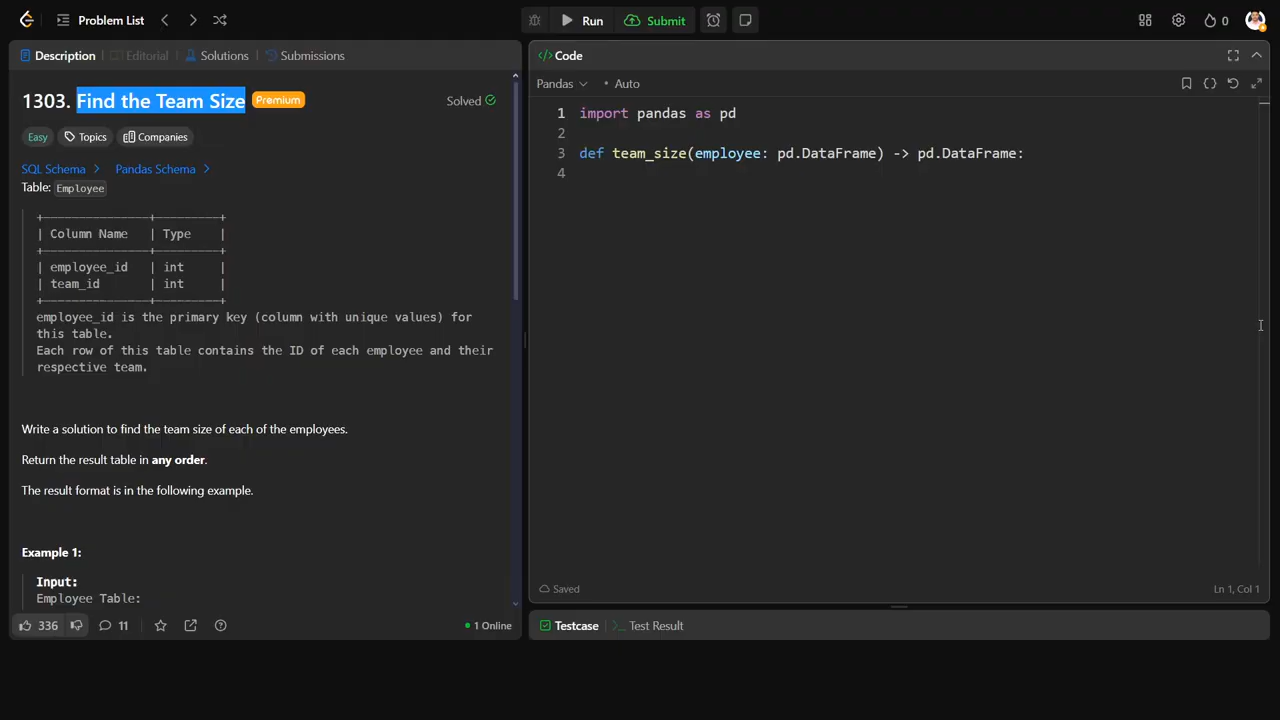 Problem List
Run
Submit
0
Description
Editorial
Solutions
Submissions
1303. Find the Team Size
Premium
Solved
Easy
Topics
Companies
SQL Schema
Pandas Schema
Table: Employee
+---------------+---------+
| Column Name   | Type    |
+---------------+---------+
| employee_id   | int     |
| team_id       | int     |
+---------------+---------+
employee_id is the primary key (column with unique values) for
this table.
Each row of this table contains the ID of each employee and their
respective team.
Write a solution to find the team size of each of the employees.
Return the result table in any order.
The result format is in the following example.
Example 1:
Input:
Employee Table:
336
11
1 Online
</> Code
Pandas
• Auto
1 import pandas as pd
2
3 def team_size(employee: pd.DataFrame) -> pd.DataFrame:
4
Saved
Ln 1, Col 1
Testcase
>_ Test Result